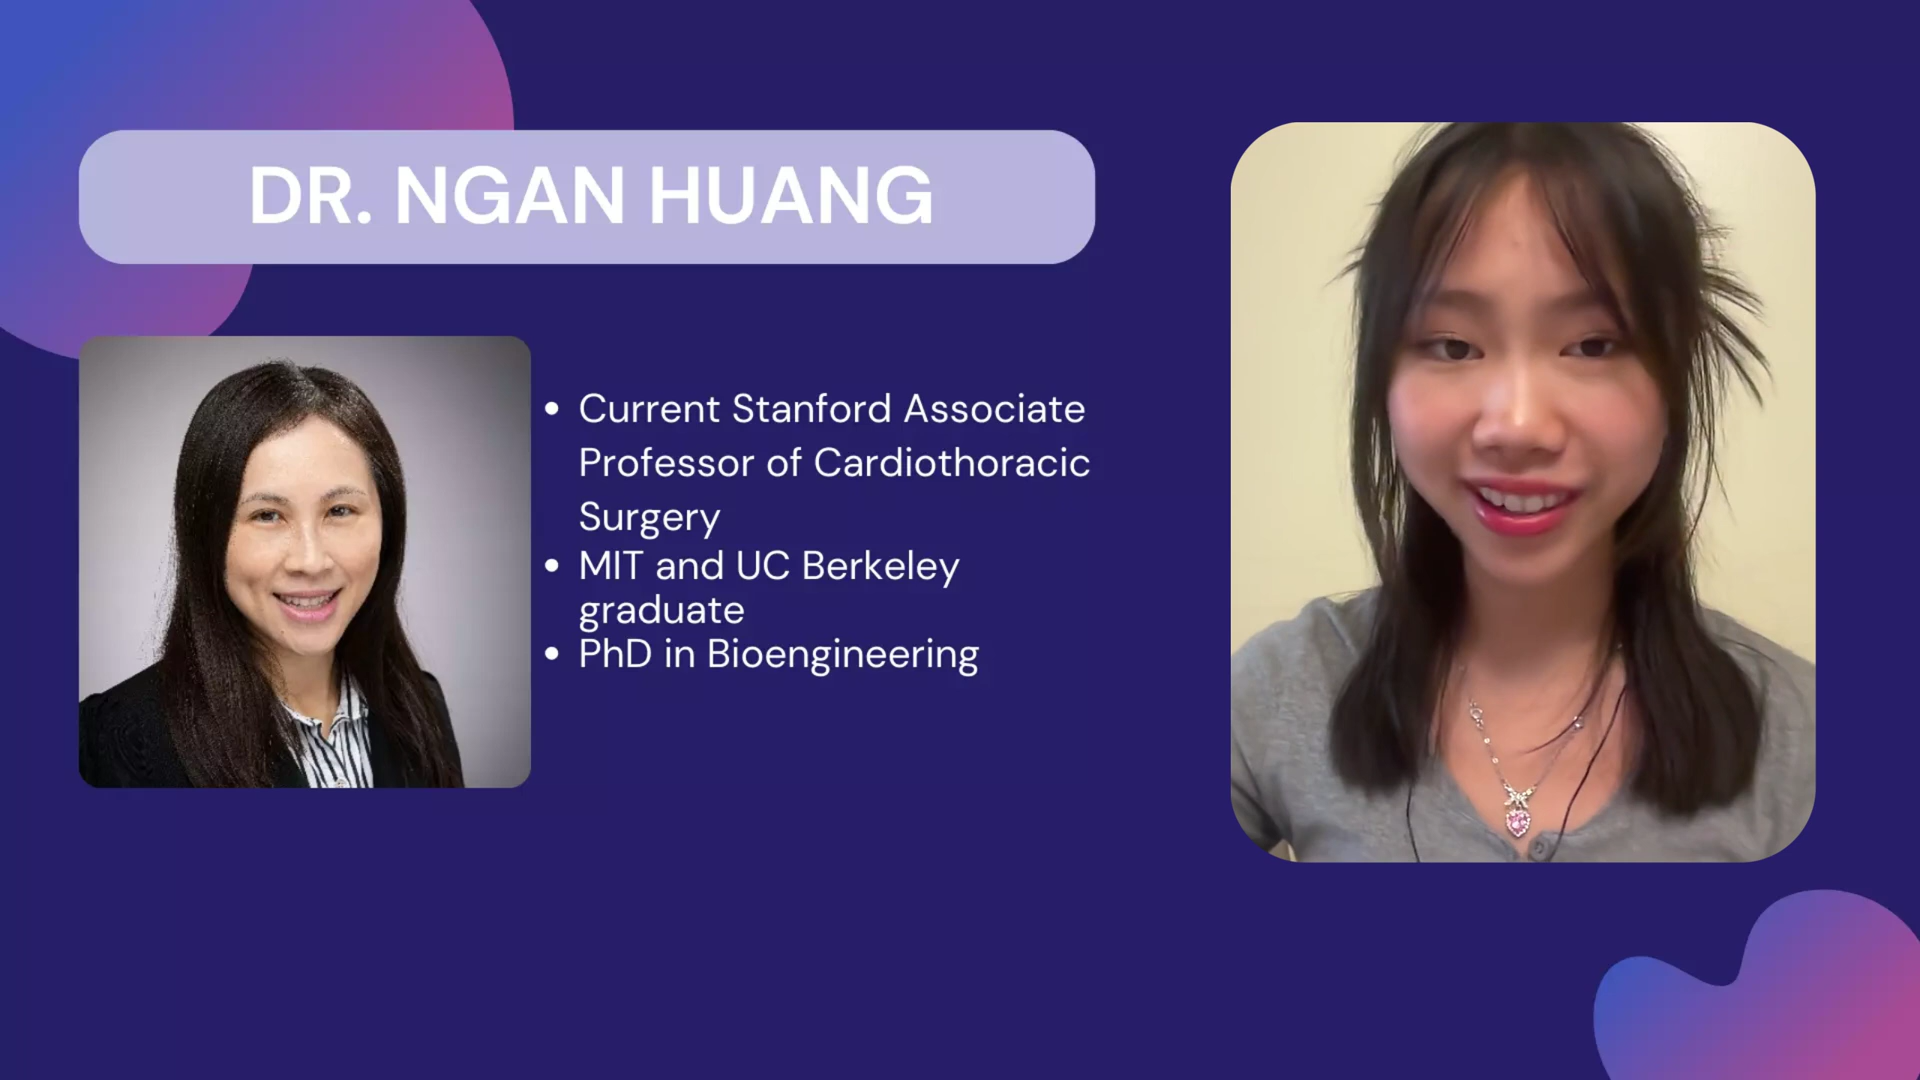 DR. NGAN HUANG
• Current Stanford Associate
Professor of Cardiothoracic
Surgery
• MIT and UC Berkeley
graduate
• PhD in Bioengineering